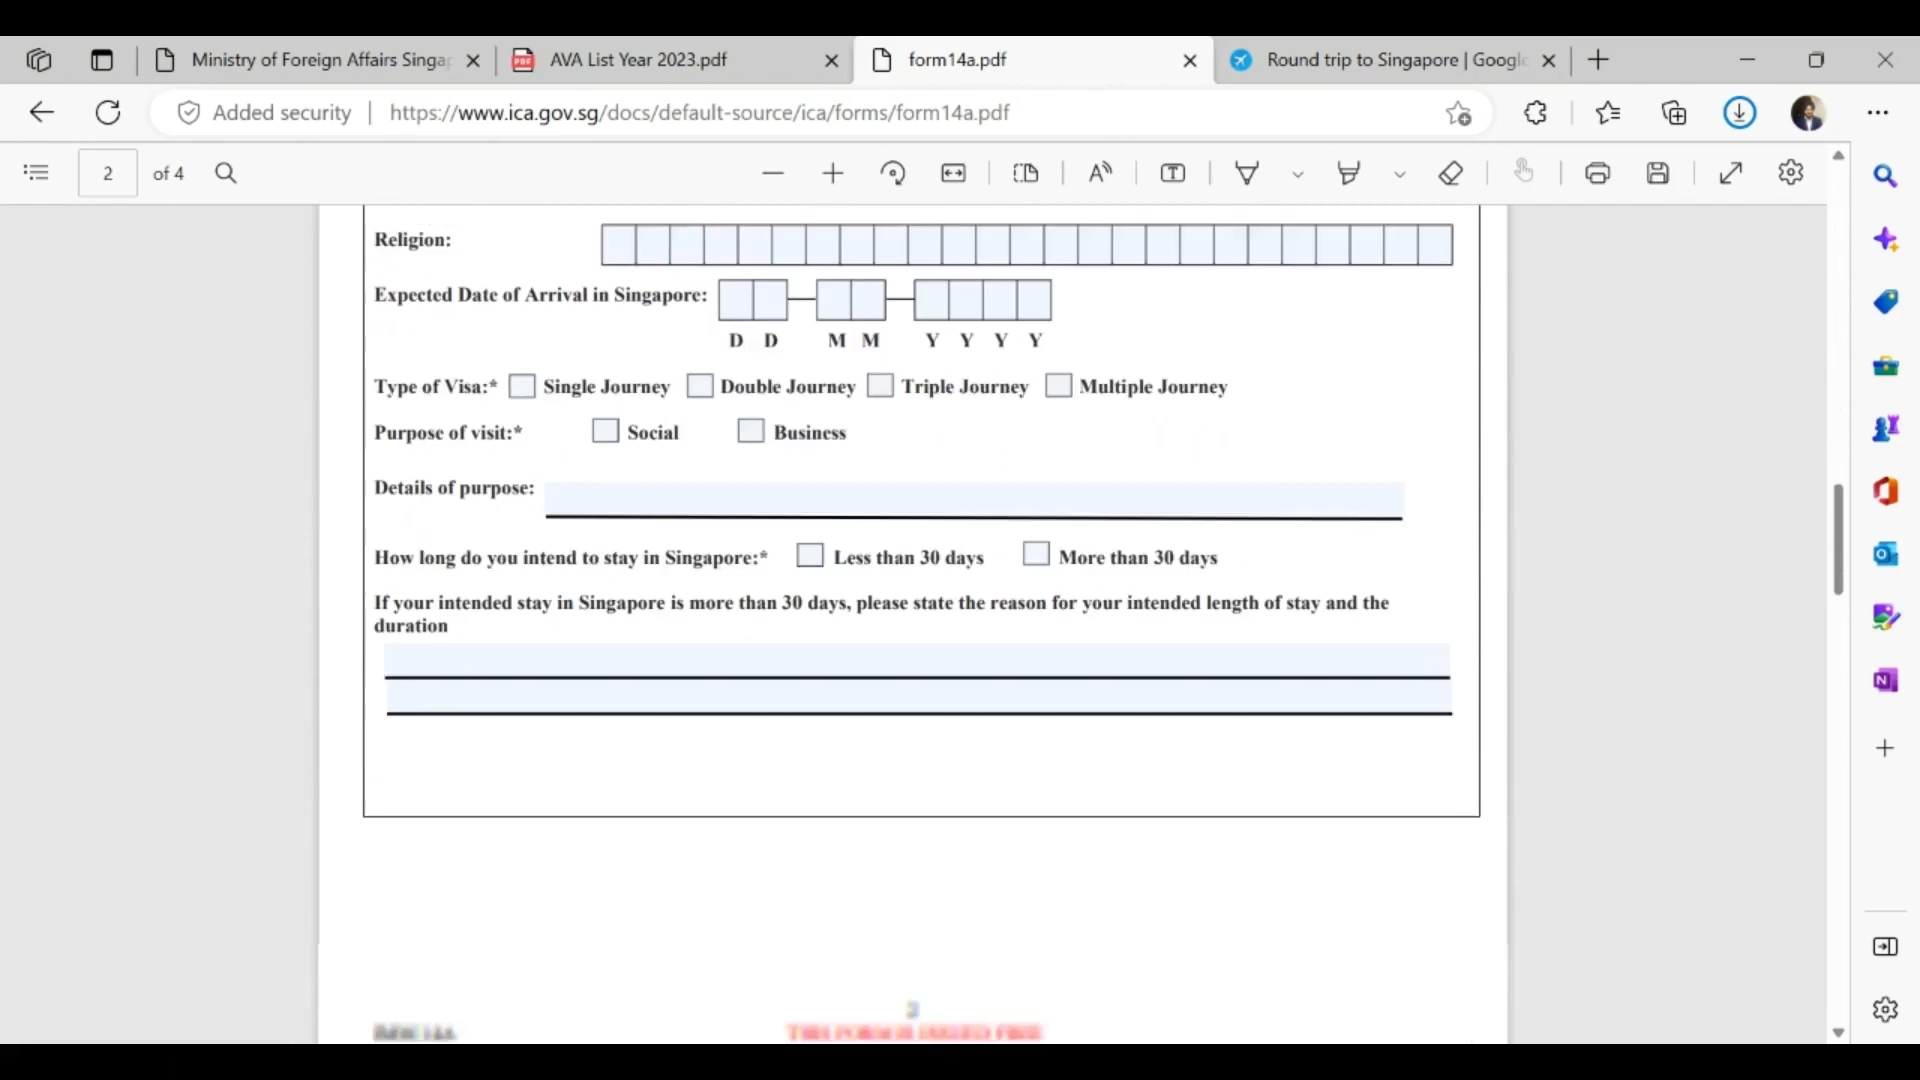 Ministry of Foreign Affairs Singap
AVA List Year 2023.pdf
form14a.pdf
Round trip to Singapore | Google
Added security
https://www.ica.gov.sg/docs/default-source/ica/forms/form14a.pdf
2 of 4
Religion:
Expected Date of Arrival in Singapore:
D D M M Y Y Y Y
Type of Visa:* Single Journey Double Journey Triple Journey Multiple Journey
Purpose of visit:* Social Business
Details of purpose:
How long do you intend to stay in Singapore:* Less than 30 days More than 30 days
If your intended stay in Singapore is more than 30 days, please state the reason for your intended length of stay and the
duration